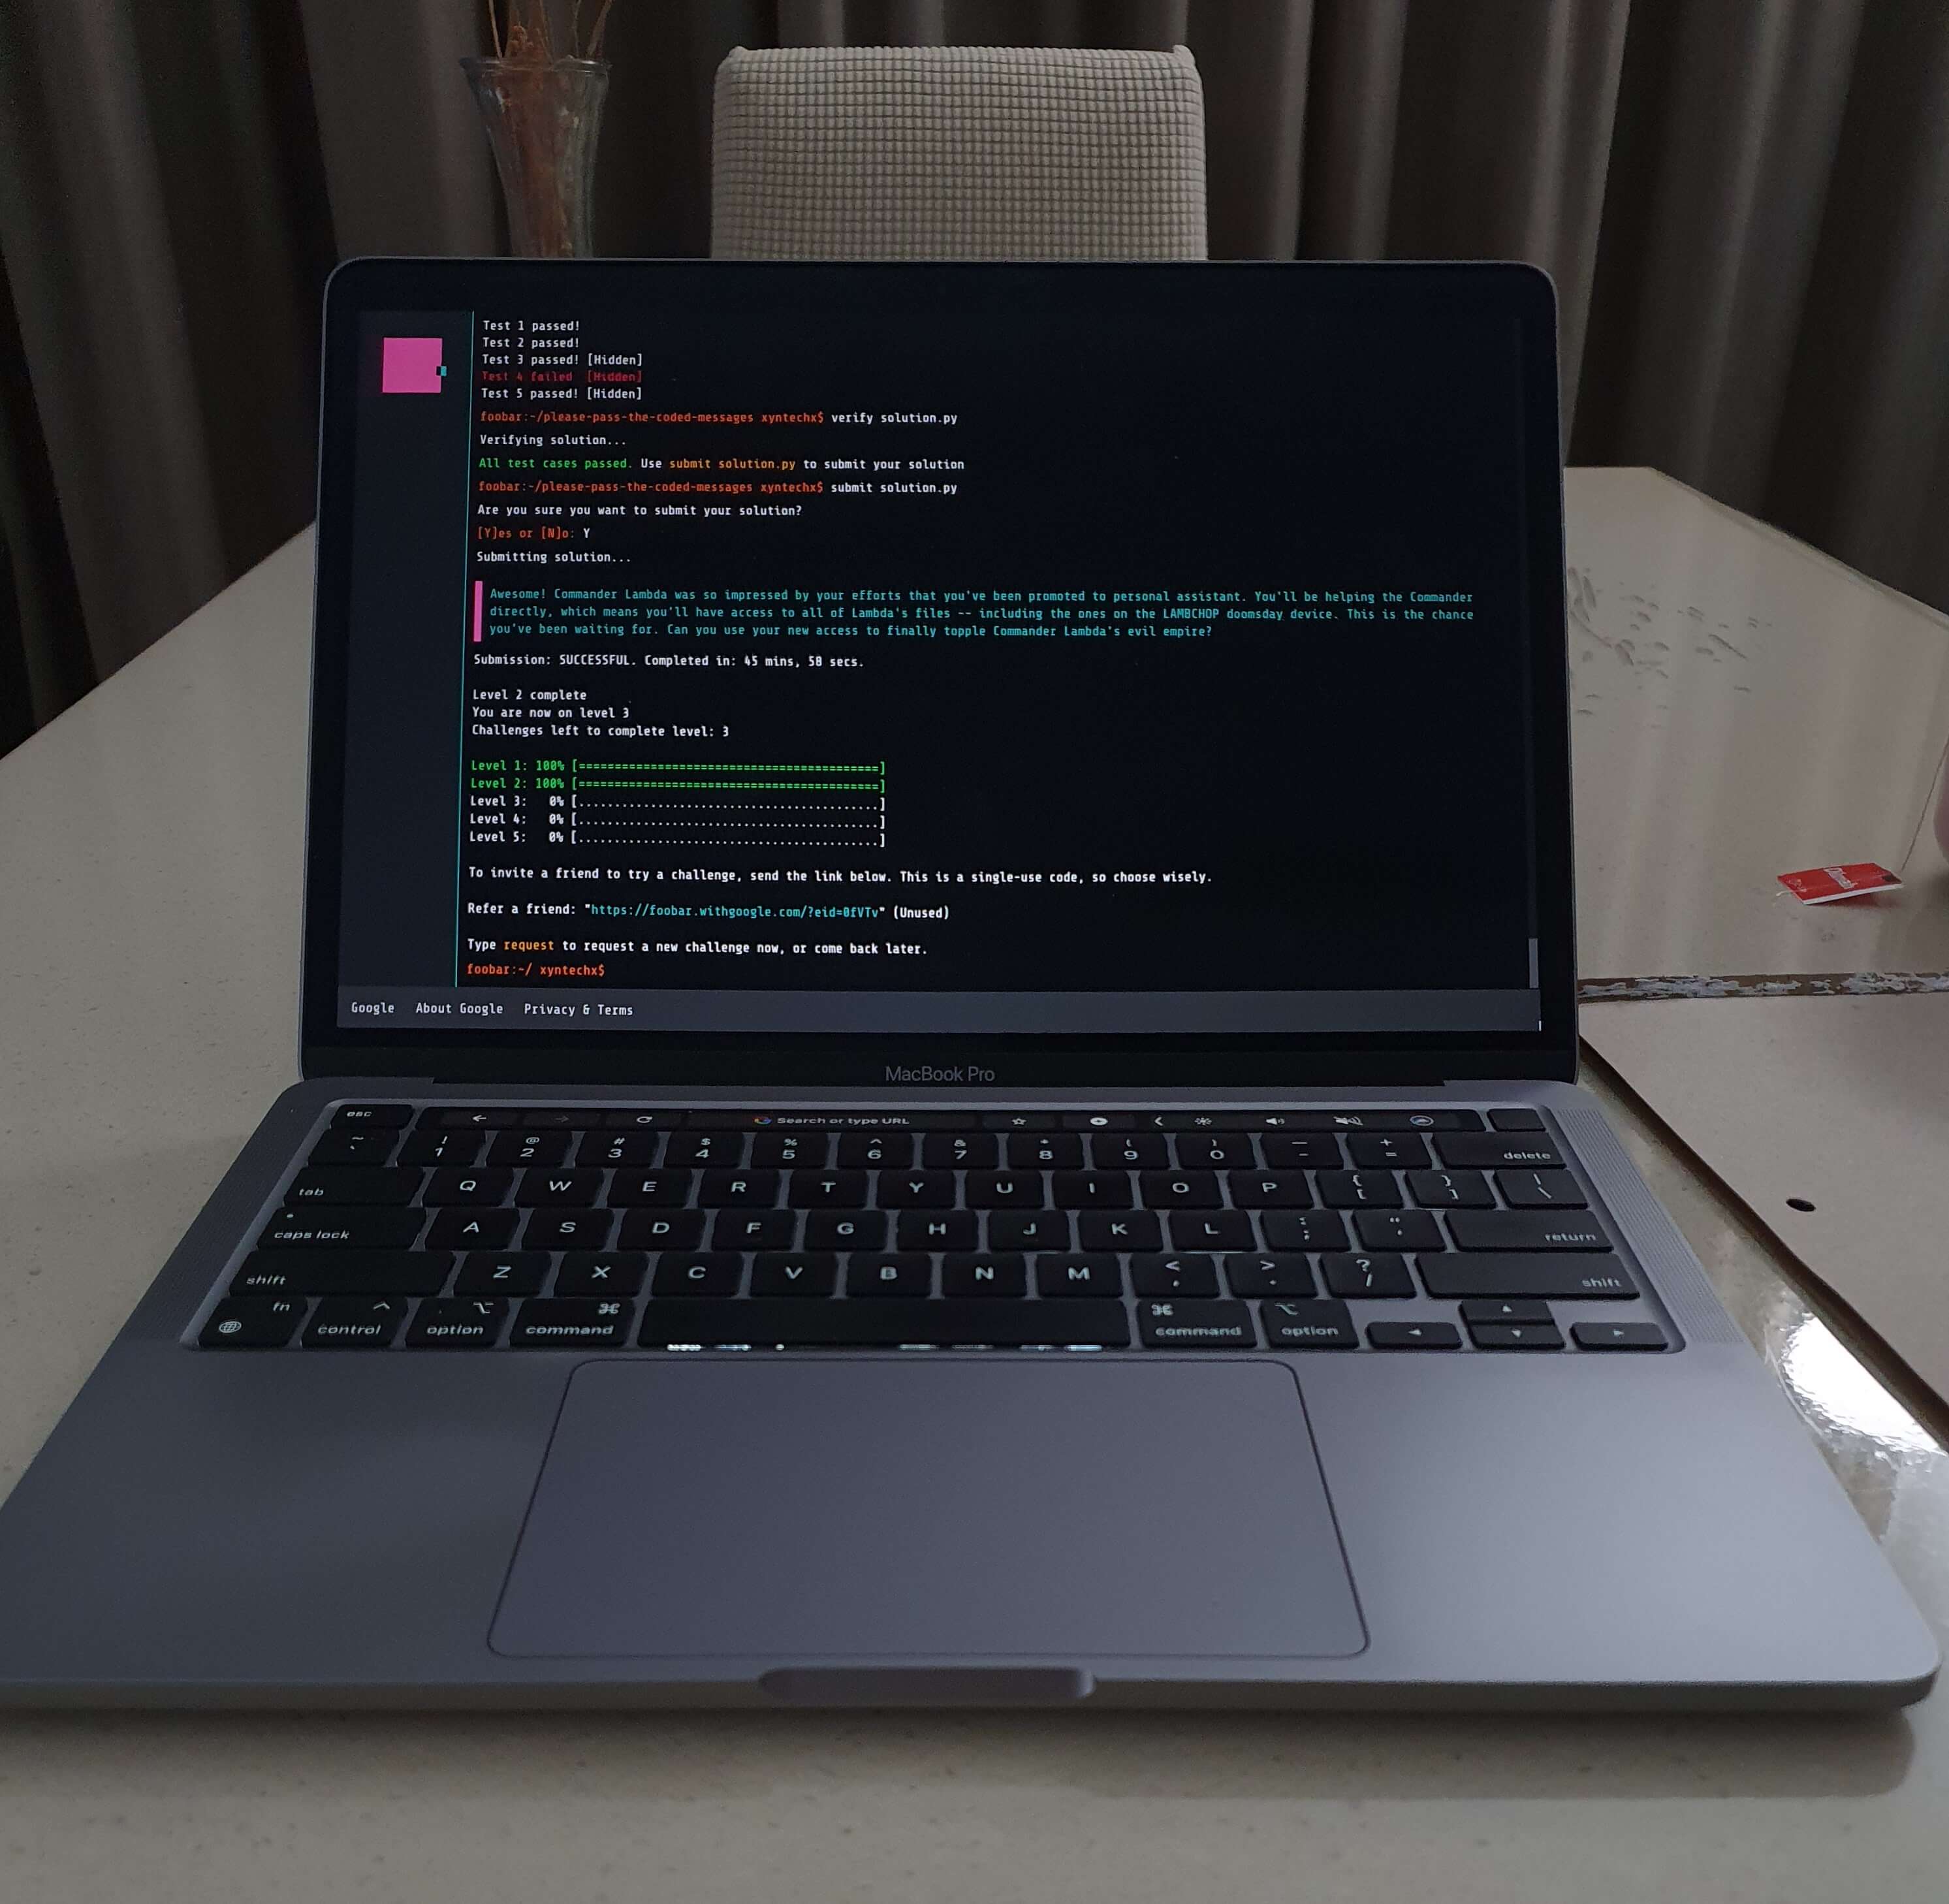 Test 1 passed!
Test 2 passed!
Test 3 passed! [Hidden]
Test 4 failed [Hidden]
Test 5 passed! [Hidden]
foobar:~/please-pass-the-coded-messages xyntechx$ verify solution.py
Verifying solution...
All test cases passed. Use submit solution.py to submit your solution
foobar:~/please-pass-the-coded-messages xyntechx$ submit solution.py
Are you sure you want to submit your solution?
[Y]es or [N]o: Y
Submitting solution...
Awesome! Commander Lambda was so impressed by your efforts that you've been promoted to personal assistant. You'll be helping the Commander
directly, which means you'll have access to all of Lambda's files -- including the ones on the LAMBCHOP doomsday device. This is the chance
you've been waiting for. Can you use your new access to finally topple Commander Lambda's evil empire?
Submission: SUCCESSFUL. Completed in: 45 mins, 58 secs.
Level 2 complete
You are now on level 3
Challenges left to complete level: 3
Level 1: 100% [==========================================]
Level 2: 100% [==========================================]
Level 3: 0% [..........................................]
Level 4: 0% [..........................................]
Level 5: 0% [..........................................]
To invite a friend to try a challenge, send the link below. This is a single-use code, so choose wisely.
Refer a friend: "https://foobar.withgoogle.com/?eid=0fVTv" (Unused)
Type request to request a new challenge now, or come back later.
foobar:~/ xyntechx$
Google About Google Privacy & Terms
MacBook Pro
esc Search or type URL
~ ! @ # $ % ^ & * ( ) — +
` 1 2 3 4 5 6 7 8 9 0 - = delete
tab Q W E R T Y U I O P { [ } ] | \
caps lock A S D F G H J K L : ; " ' return
shift Z X C V B N M < , > . ? / shift
fn control option command command option